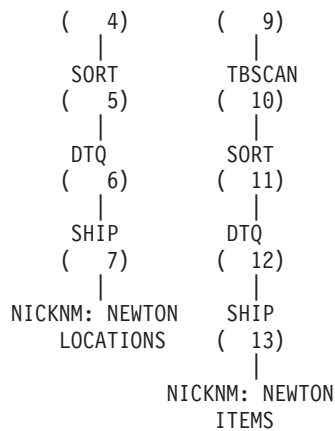 (   4)       (   9)
  |            |
SORT        TBSCAN
(   5)       (  10)
  |            |
DTQ          SORT
(   6)       (  11)
  |            |
SHIP         DTQ
(   7)       (  12)
  |            |
NICKNM: NEWTON   SHIP
LOCATIONS   (  13)
|
NICKNM: NEWTON
ITEMS